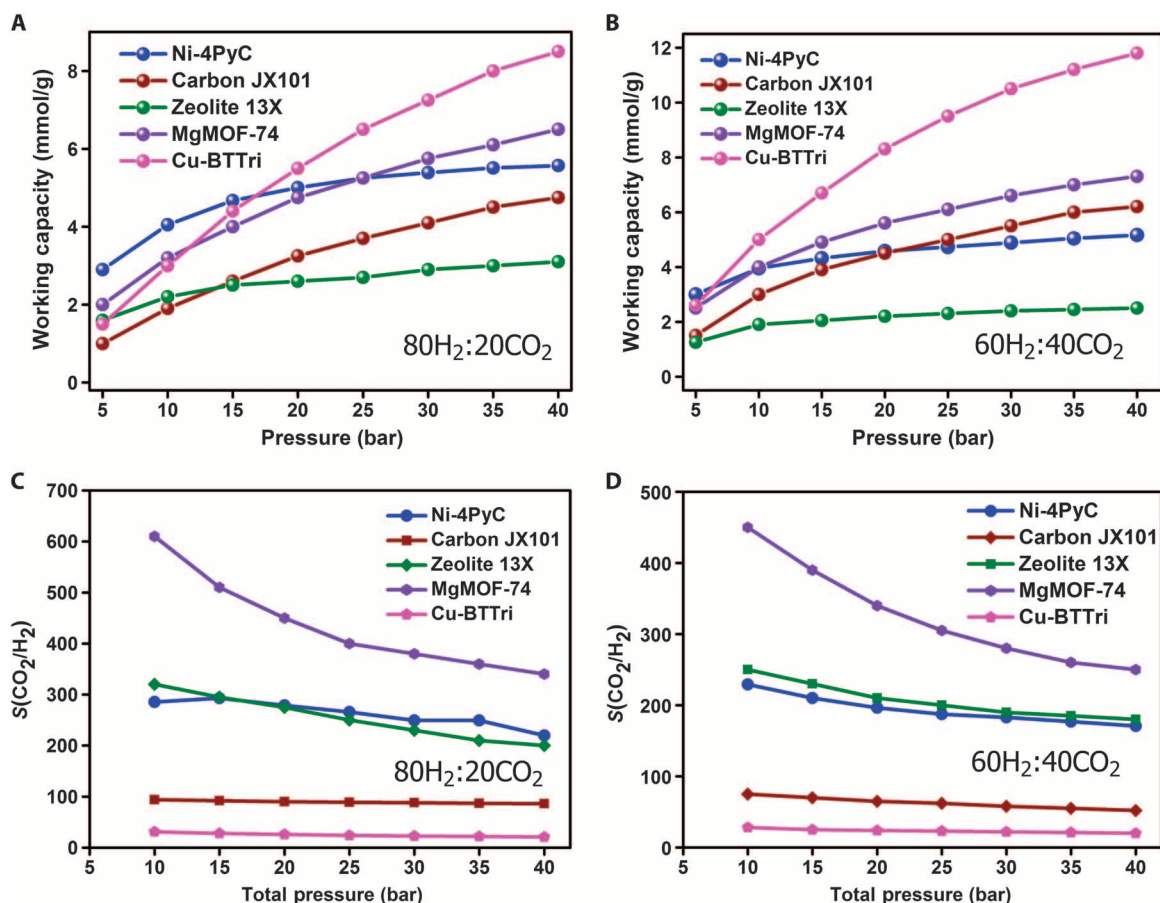 A
Working capacity (mmol/g)
8
6
4
2
0
Ni-4PyC
Carbon JX101
Zeolite 13X
MgMOF-74
Cu-BTTri
80H₂:20CO₂
5 10 15 20 25 30 35 40
Pressure (bar)
B
Working capacity (mmol/g)
12
10
8
6
4
2
0
Ni-4PyC
Carbon JX101
Zeolite 13X
MgMOF-74
Cu-BTTri
60H₂:40CO₂
5 10 15 20 25 30 35 40
Pressure (bar)
C
S(CO₂/H₂)
700
600
500
400
300
200
100
0
Ni-4PyC
Carbon JX101
Zeolite 13X
MgMOF-74
Cu-BTTri
80H₂:20CO₂
5 10 15 20 25 30 35 40
Total pressure (bar)
D
S(CO₂/H₂)
500
400
300
200
100
0
Ni-4PyC
Carbon JX101
Zeolite 13X
MgMOF-74
Cu-BTTri
60H₂:40CO₂
5 10 15 20 25 30 35 40
Total pressure (bar)